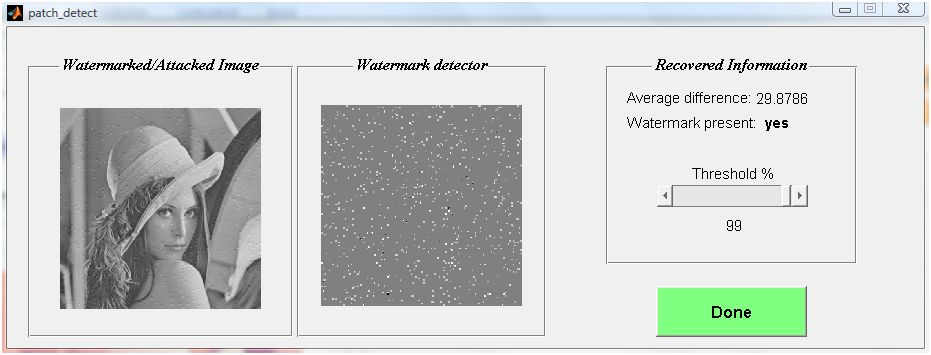 patch_detect
Watermarked/Attacked Image
Watermark detector
Recovered Information
Average difference: 29.8786
Watermark present: yes
Threshold %
99
Done